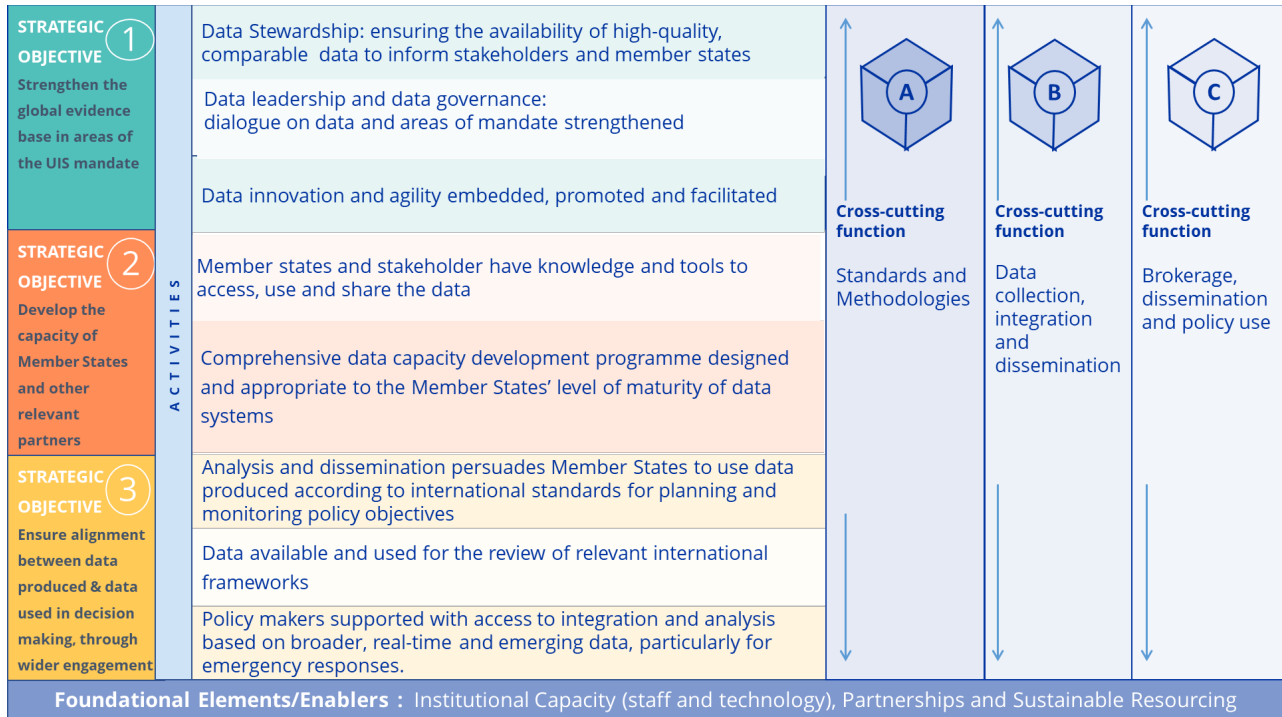 STRATEGIC
OBJECTIVE
1
Strengthen the
global evidence
base in areas of
the UIS mandate
STRATEGIC
OBJECTIVE
2
Develop the
capacity of
Member States
and other
relevant
partners
STRATEGIC
OBJECTIVE
3
Ensure alignment
between data
produced & data
used in decision
making, through
wider engagement
ACTIVITIES
Data Stewardship: ensuring the availability of high-quality,
comparable data to inform stakeholders and member states
Data leadership and data governance:
dialogue on data and areas of mandate strengthened
Data innovation and agility embedded, promoted and facilitated
Member states and stakeholder have knowledge and tools to
access, use and share the data
Comprehensive data capacity development programme designed
and appropriate to the Member States’ level of maturity of data
systems
Analysis and dissemination persuades Member States to use data
produced according to international standards for planning and
monitoring policy objectives
Data available and used for the review of relevant international
frameworks
Policy makers supported with access to integration and analysis
based on broader, real-time and emerging data, particularly for
emergency responses.
A
Cross-cutting
function
Standards and
Methodologies
B
Cross-cutting
function
Data
collection,
integration
and
dissemination
C
Cross-cutting
function
Brokerage,
dissemination
and policy use
Foundational Elements/Enablers : Institutional Capacity (staff and technology), Partnerships and Sustainable Resourcing